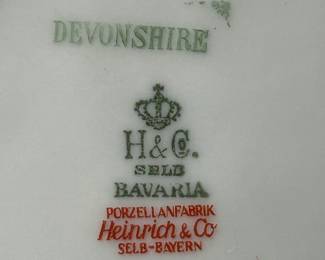 DEVONSHIRE
H&Co.
SELB
BAVARIA
PORZELLANFABRIK
Heinrich & Co
SELB-BAYERN